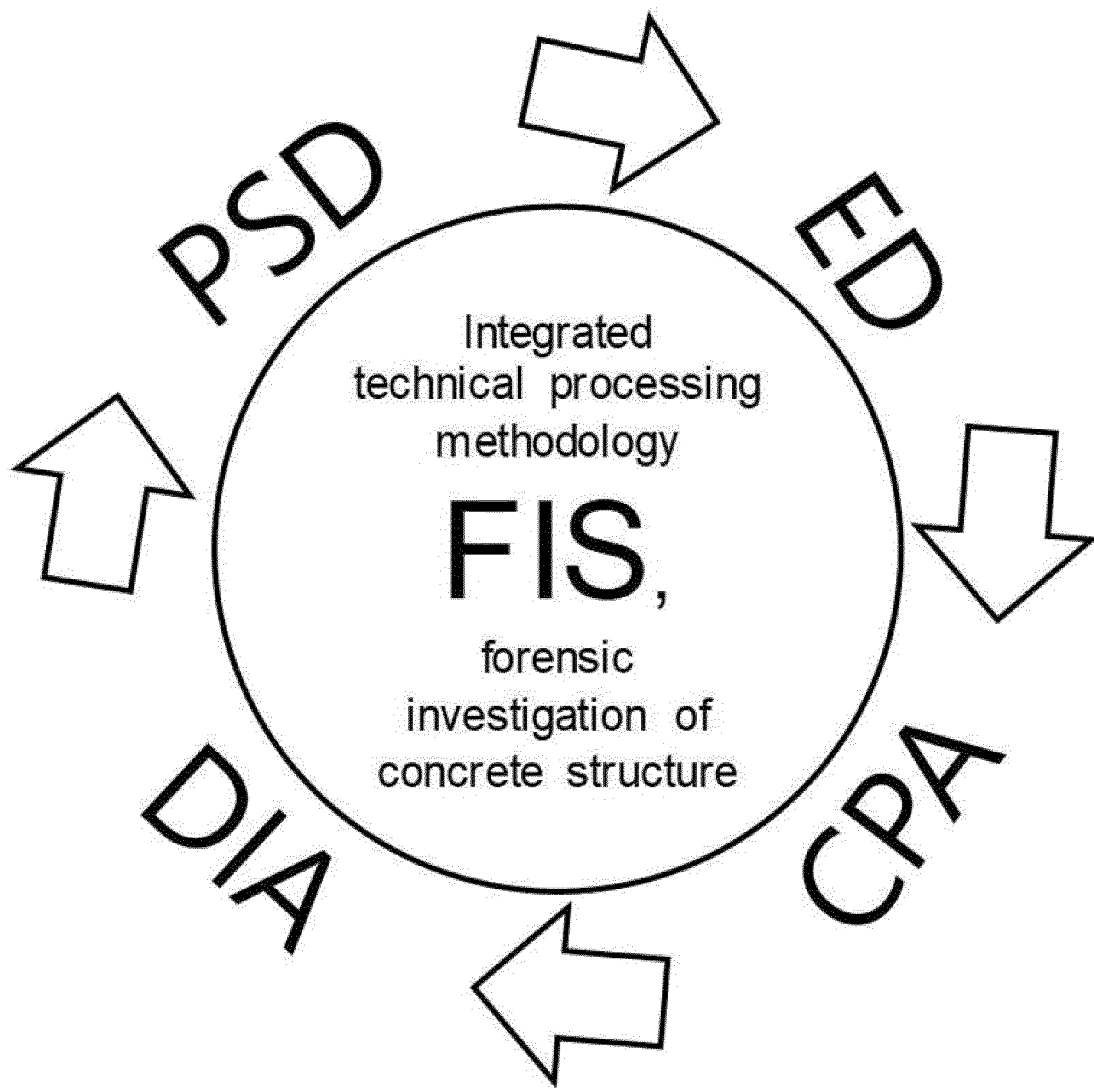 PSD
ED
Integrated
technical processing
methodology
FIS,
forensic
investigation of
concrete structure
DIA
CPA